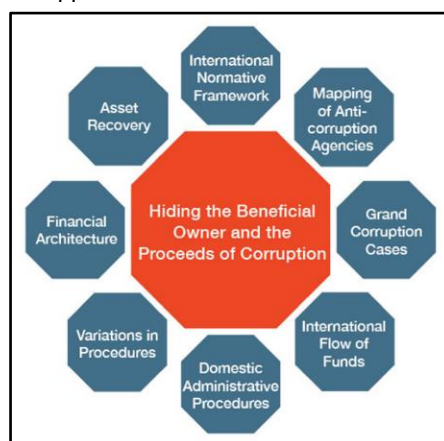 International
Normative
Framework
Mapping
of Anti-
corruption
Agencies
Grand
Corruption
Cases
International
Flow of
Funds
Domestic
Administrative
Procedures
Variations in
Procedures
Financial
Architecture
Asset
Recovery
Hiding the Beneficial
Owner and the
Proceeds of Corruption